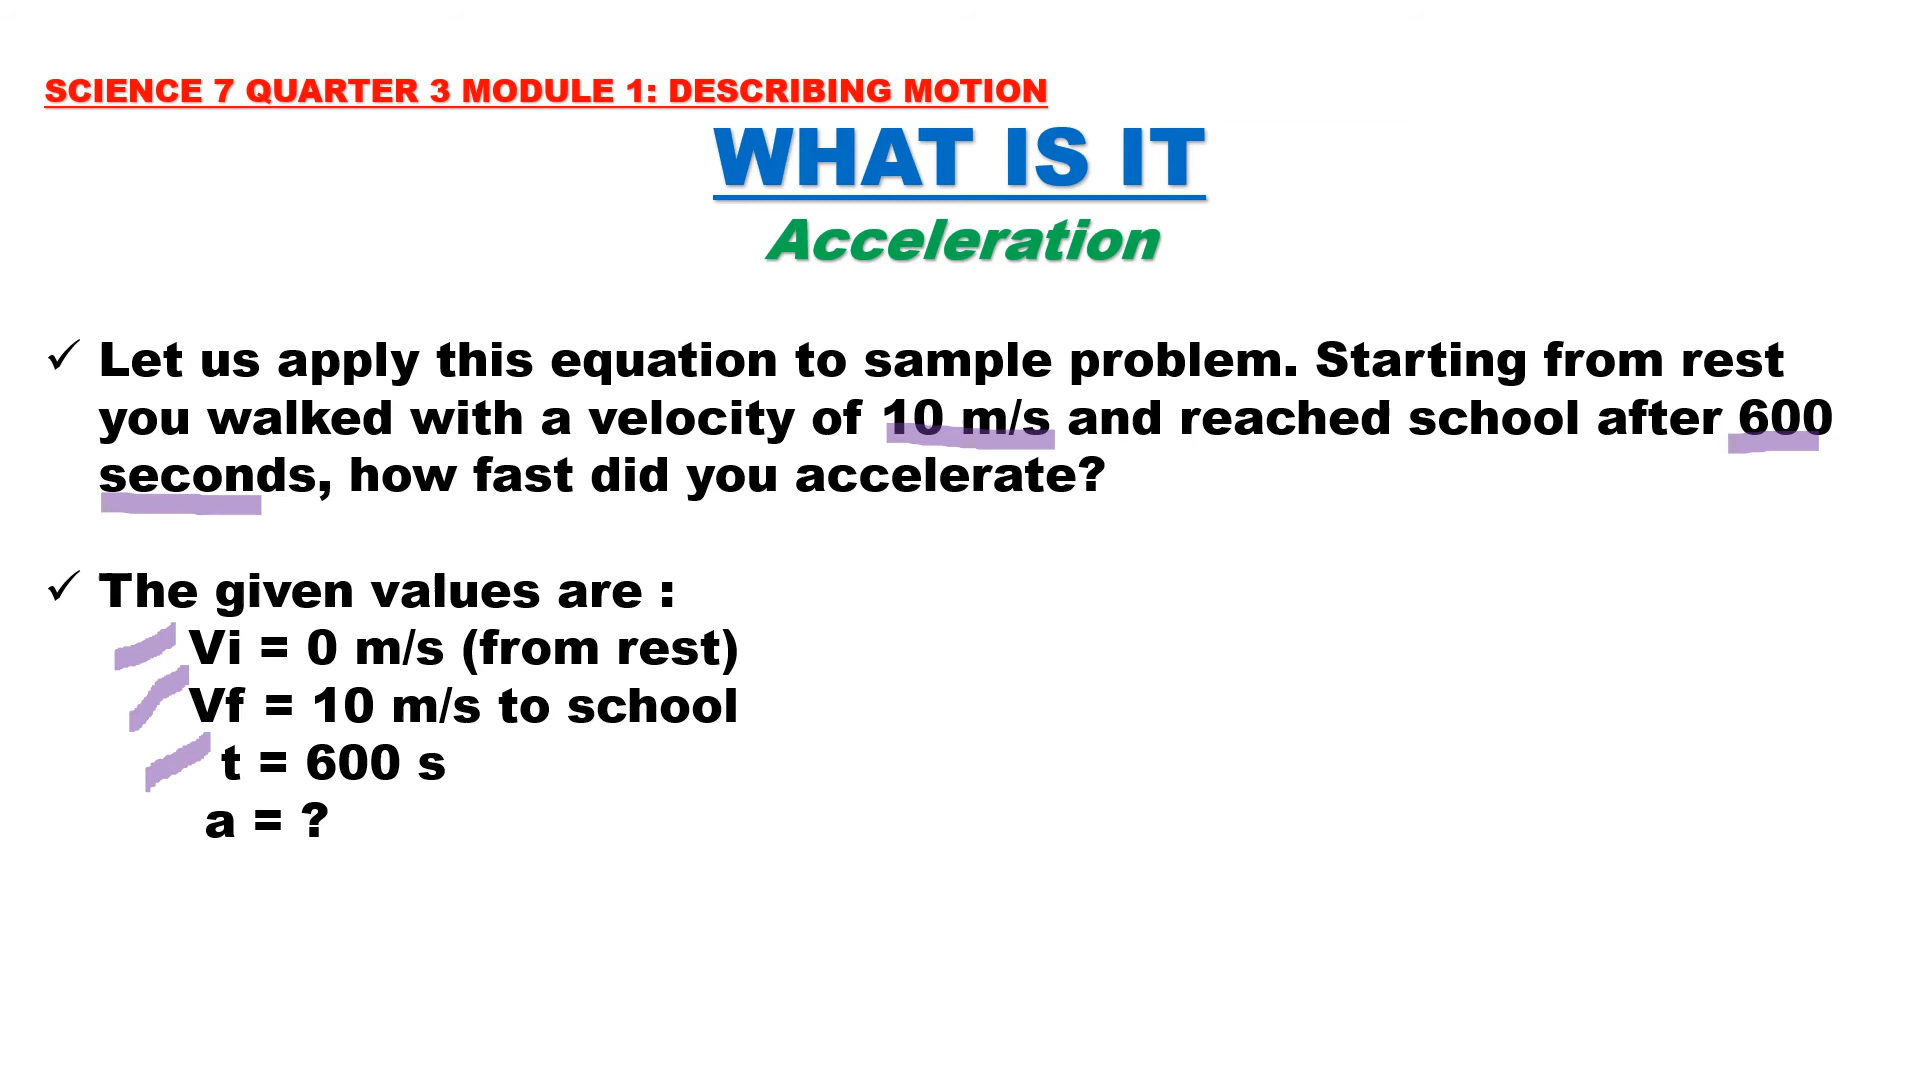 SCIENCE 7 QUARTER 3 MODULE 1: DESCRIBING MOTION
WHAT IS IT
Acceleration
✓ Let us apply this equation to sample problem. Starting from rest
you walked with a velocity of 10 m/s and reached school after 600
seconds, how fast did you accelerate?
✓ The given values are :
Vi = 0 m/s (from rest)
Vf = 10 m/s to school
t = 600 s
a = ?